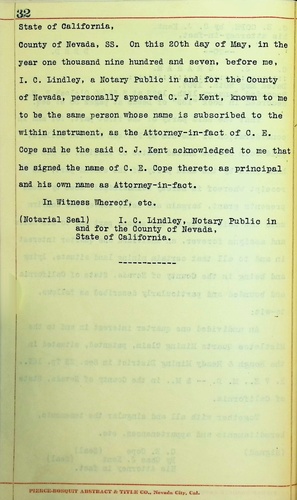 32
State of California,
County of Nevada, SS. On this 20th day of May, in the
year one thousand nine hundred and seven, before me,
I. C. Lindley, a Notary Public in and for the County
of Nevada, personally appeared C. J. Kent, known to me
to be the same person whose name is subscribed to the
within instrument, as the Attorney-in-fact of C. E.
Cope and he the said C. J. Kent acknowledged to me that
he signed the name of C. E. Cope thereto as principal
and his own name as Attorney-in-fact.
In Witness Whereof, etc.
(Notarial Seal) I. C. Lindley, Notary Public in
and for the County of Nevada,
State of California.
------------
PIERCE-BOSQUIT ABSTRACT & TITLE CO., Nevada City, Cal.